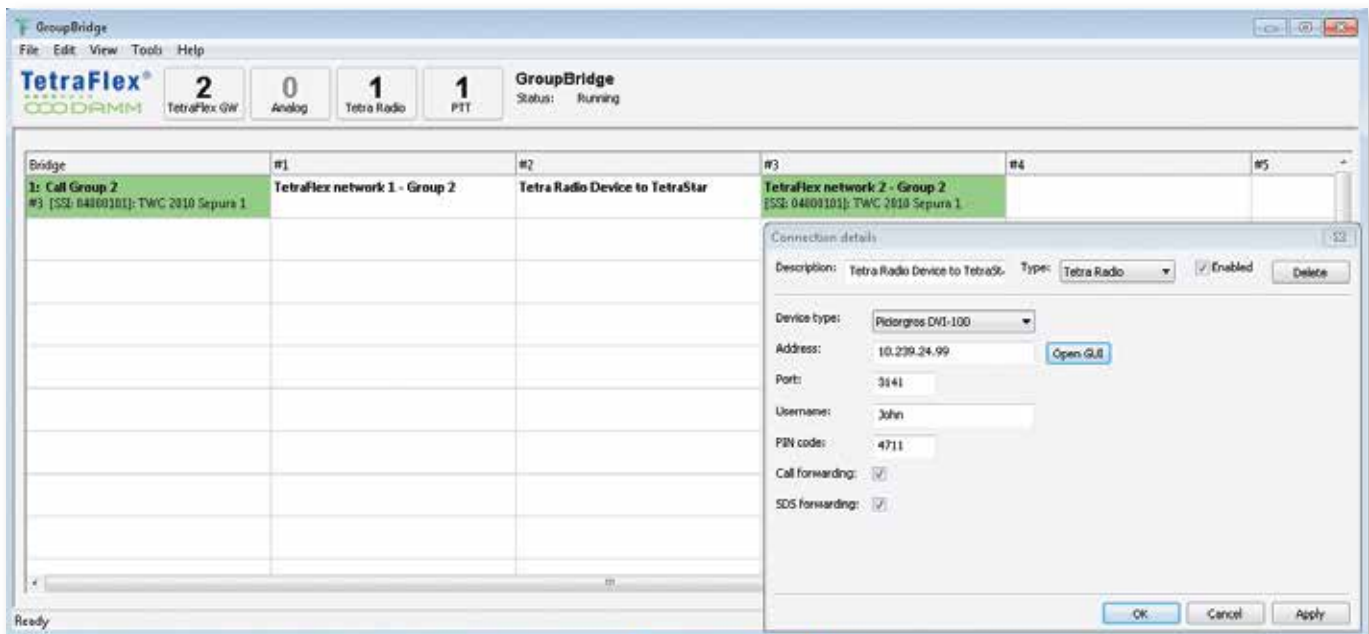 GroupBridge
File Edit View Tools Help
TetraFlex®
DAMM
2
TetraFlex GW
0
Analog
1
Tetra Radio
1
PTT
GroupBridge
Status: Running
Bridge #1 #2 #3 #4 #5
1: Call Group 2
#3 [SSI: 04000101]: TWC 2010 Sepura 1
TetraFlex network 1 - Group 2
Tetra Radio Device to TetraStar
TetraFlex network 2 - Group 2
[SSI: 04000101]: TWC 2010 Sepura 1
Connection details
Description: Tetra Radio Device to TetraSt. Type: Tetra Radio Enabled Delete
Device type: Piciorgros DVI-100
Address: 10.239.24.99 Open GUI
Port: 3141
Username: John
PIN code: 4711
Call forwarding:
SDS forwarding:
OK Cancel Apply
Ready